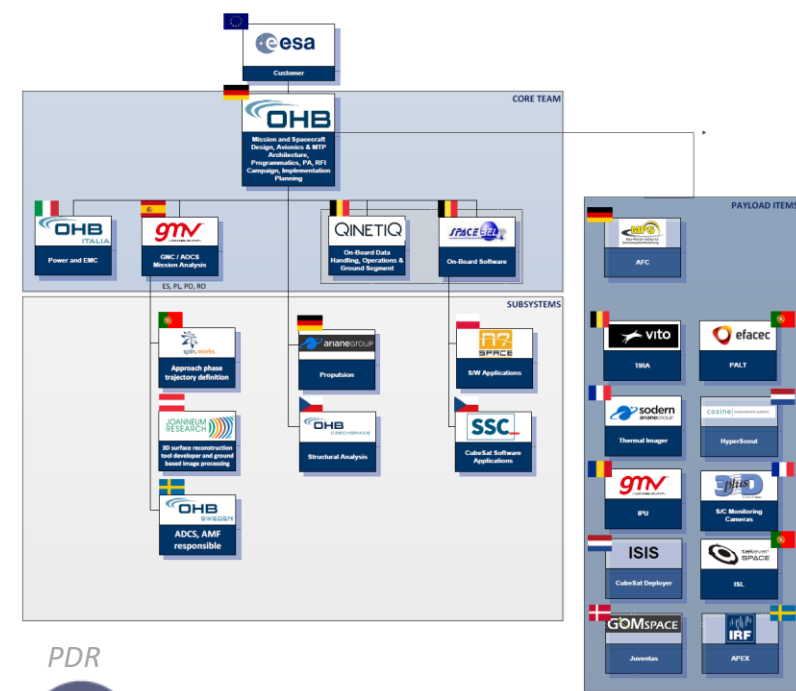 esa
Customer
CORE TEAM
OHB
Mission and Spacecraft
Design, Avionics & MTP
Architecture,
Programmatics, PA, RFI
Campaign, Implementation
Planning
OHB
ITALIA
Power and EMC
gmv
GNC / AOCS
Mission Analysis
ES, PL, PO, RO
QINETIQ
On-Board Data
Handling, Operations &
Ground Segment
SPACEBEL
On-Board Software
SUBSYSTEMS
spin.works
Approach phase
trajectory definition
JOANNEUM
RESEARCH
3D surface reconstruction
tool developer and ground
based image processing
OHB
SWEDEN
ADCS, AMF
responsible
arianeGROUP
Propulsion
OHB
CZECHSPACE
Structural Analysis
N7
SPACE
S/W Applications
SSC_
CubeSat Software
Applications
PAYLOAD ITEMS
MPS
AFC
vito
TIRA
efacec
PALT
sodern
arianeGROUP
Thermal Imager
cosine
HyperScout
gmv
IPU
3D plus
S/C Monitoring
Cameras
ISIS
CubeSat Deployer
tekever
SPACE
ISL
GOMSPACE
Juventas
IRF
APEX
PDR